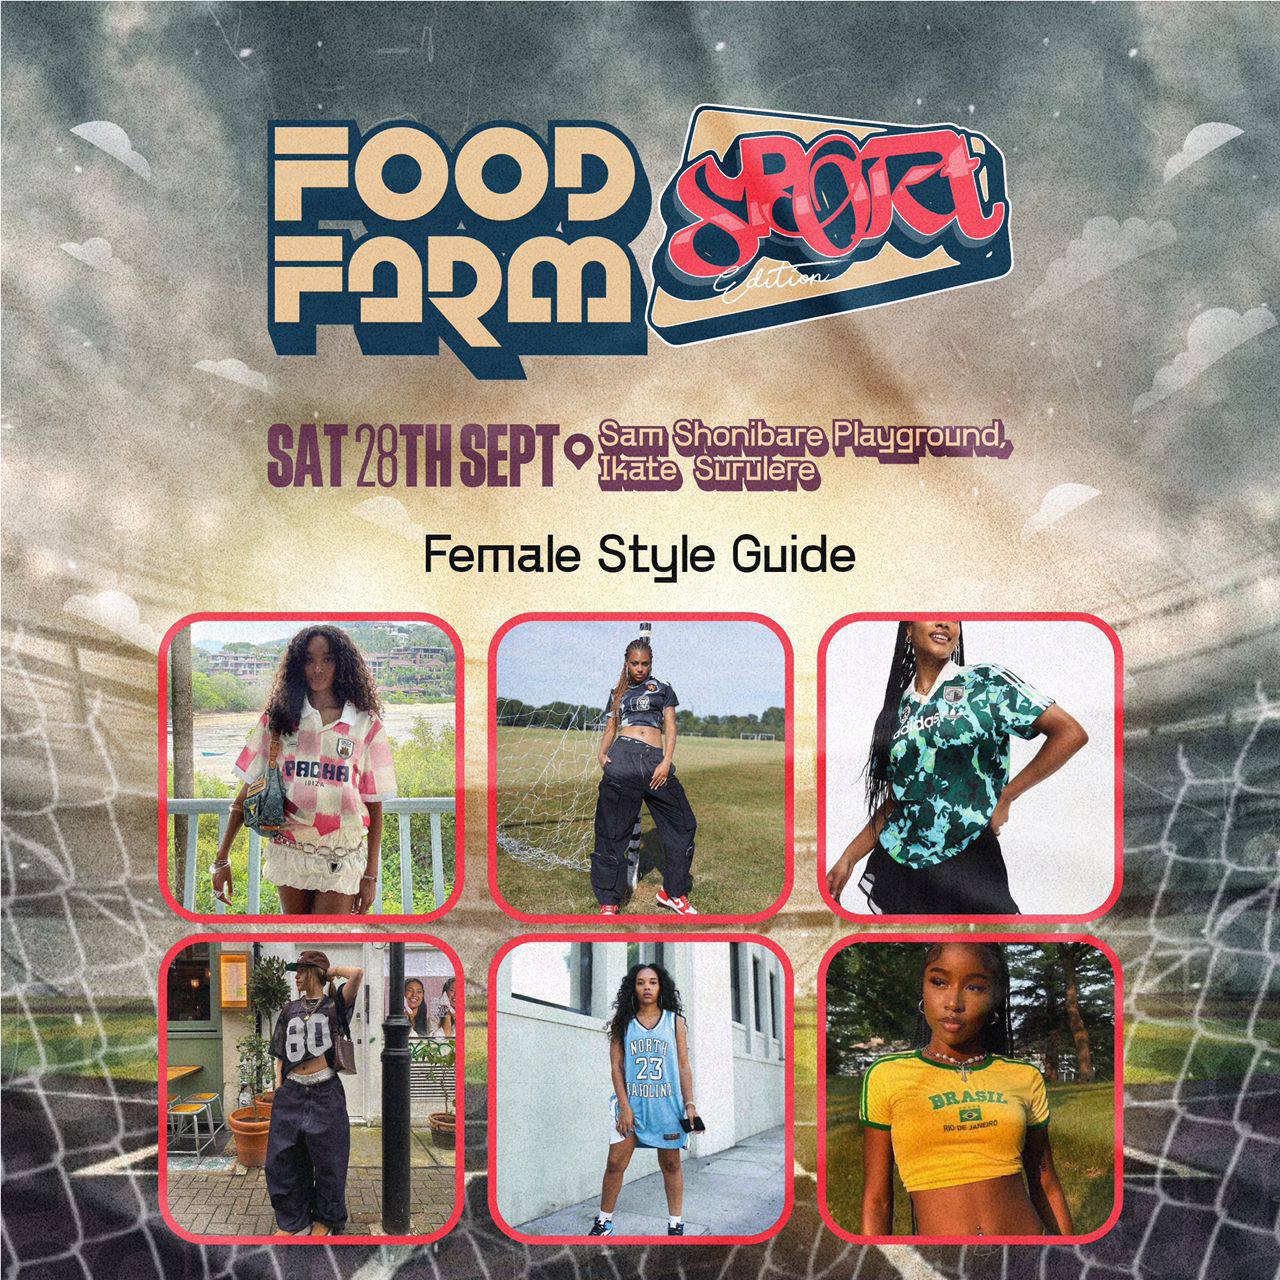 FOOD
FARM
SPORt
Edition
SAT 28TH SEPT
Sam Shonibare Playground,
Ikate Surulere
Female Style Guide
PACHA
IBIZA
adidas
80
NORTH
23
CAROLINA
BRASIL
RIO DE JANEIRO